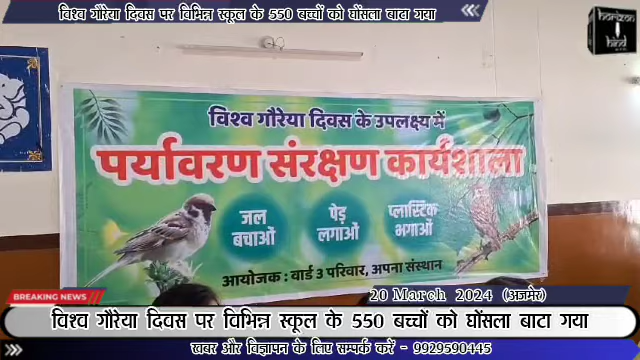 विश्व गौरेया दिवस पर विभिन्न स्कूल के 550 बच्चों को घोंसला बाटा गया
horizon
hind
विश्व गौरेया दिवस के उपलक्ष्य में
पर्यावरण संरक्षण कार्यशाला
जल
बचाओं
पेड़
लगाओं
प्लास्टिक
भगाओं
आयोजक : वार्ड 3 परिवार, अपना संस्थान
BREAKING NEWS
20 March 2024 (अजमेर)
विश्व गौरेया दिवस पर विभिन्न स्कूल के 550 बच्चों को घोंसला बाटा गया
खबर और विज्ञापन के लिए सम्पर्क करें - 9929590445